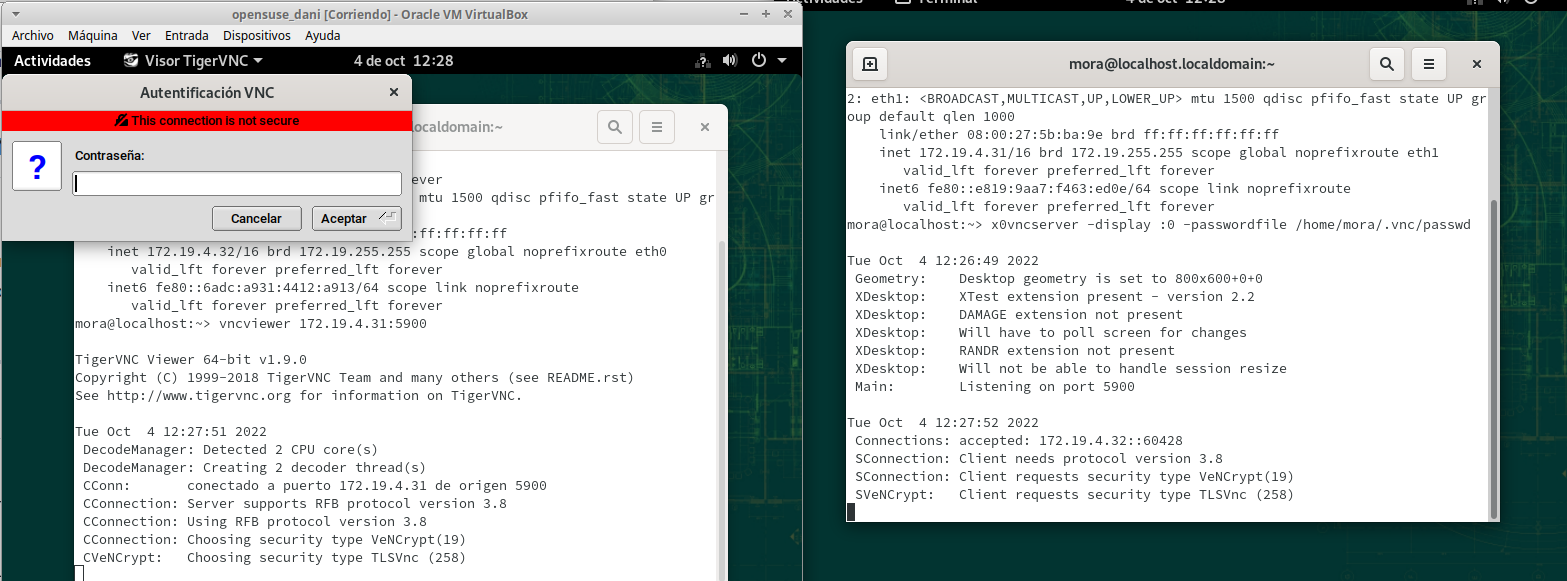 opensuse_dani [Corriendo] - Oracle VM VirtualBox
Archivo Máquina Ver Entrada Dispositivos Ayuda
Actividades Visor TigerVNC 4 de oct 12:28
Autentificación VNC
This connection is not secure
Contraseña:
Cancelar Aceptar
ocaldomain:~
ever
mtu 1500 qdisc pfifo_fast state UP gr
:ff:ff:ff:ff
inet 172.19.4.32/16 brd 172.19.255.255 scope global noprefixroute eth0
valid_lft forever preferred_lft forever
inet6 fe80::6adc:a931:4412:a913/64 scope link noprefixroute
valid_lft forever preferred_lft forever
mora@localhost:~> vncviewer 172.19.4.31:5900
TigerVNC Viewer 64-bit v1.9.0
Copyright (C) 1999-2018 TigerVNC Team and many others (see README.rst)
See http://www.tigervnc.org for information on TigerVNC.
Tue Oct  4 12:27:51 2022
DecodeManager: Detected 2 CPU core(s)
DecodeManager: Creating 2 decoder thread(s)
CConn:       conectado a puerto 172.19.4.31 de origen 5900
CConnection: Server supports RFB protocol version 3.8
CConnection: Using RFB protocol version 3.8
CConnection: Choosing security type VeNCrypt(19)
CVeNCrypt:   Choosing security type TLSVnc (258)
mora@localhost.localdomain:~
2: eth1: <BROADCAST,MULTICAST,UP,LOWER_UP> mtu 1500 qdisc pfifo_fast state UP gr
oup default qlen 1000
link/ether 08:00:27:5b:ba:9e brd ff:ff:ff:ff:ff:ff
inet 172.19.4.31/16 brd 172.19.255.255 scope global noprefixroute eth1
valid_lft forever preferred_lft forever
inet6 fe80::e819:9aa7:f463:ed0e/64 scope link noprefixroute
valid_lft forever preferred_lft forever
mora@localhost:~> x0vncserver -display :0 -passwordfile /home/mora/.vnc/passwd
Tue Oct  4 12:26:49 2022
Geometry:    Desktop geometry is set to 800x600+0+0
XDesktop:    XTest extension present - version 2.2
XDesktop:    DAMAGE extension not present
XDesktop:    Will have to poll screen for changes
XDesktop:    RANDR extension not present
XDesktop:    Will not be able to handle session resize
Main:        Listening on port 5900
Tue Oct  4 12:27:52 2022
Connections: accepted: 172.19.4.32::60428
SConnection: Client needs protocol version 3.8
SConnection: Client requests security type VeNCrypt(19)
SVeNCrypt:   Client requests security type TLSVnc (258)